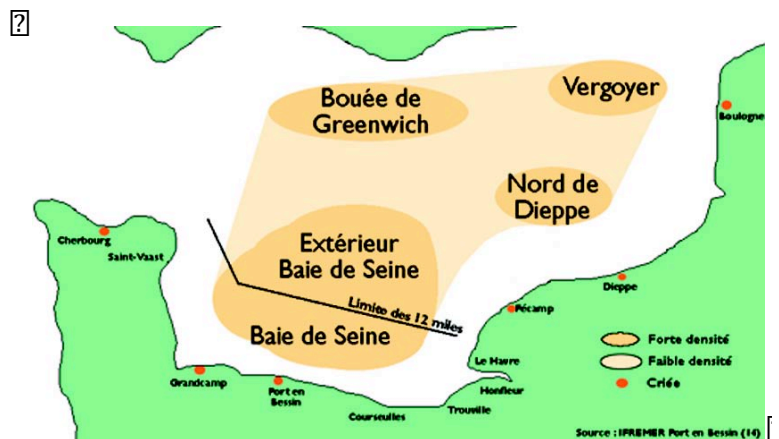 Bouée de
Greenwich
Vergoyer
Boulogne
Nord de
Dieppe
Cherbourg
Saint-Vaast
Extérieur
Baie de Seine
Limite des 12 miles
Dieppe
Fécamp
Baie de Seine
Forte densité
Faible densité
Criée
Le Havre
Honfleur
Grandcamp
Port en
Bessin
Trouville
Courseulles
Source : IFREMER Port en Bessin (14)